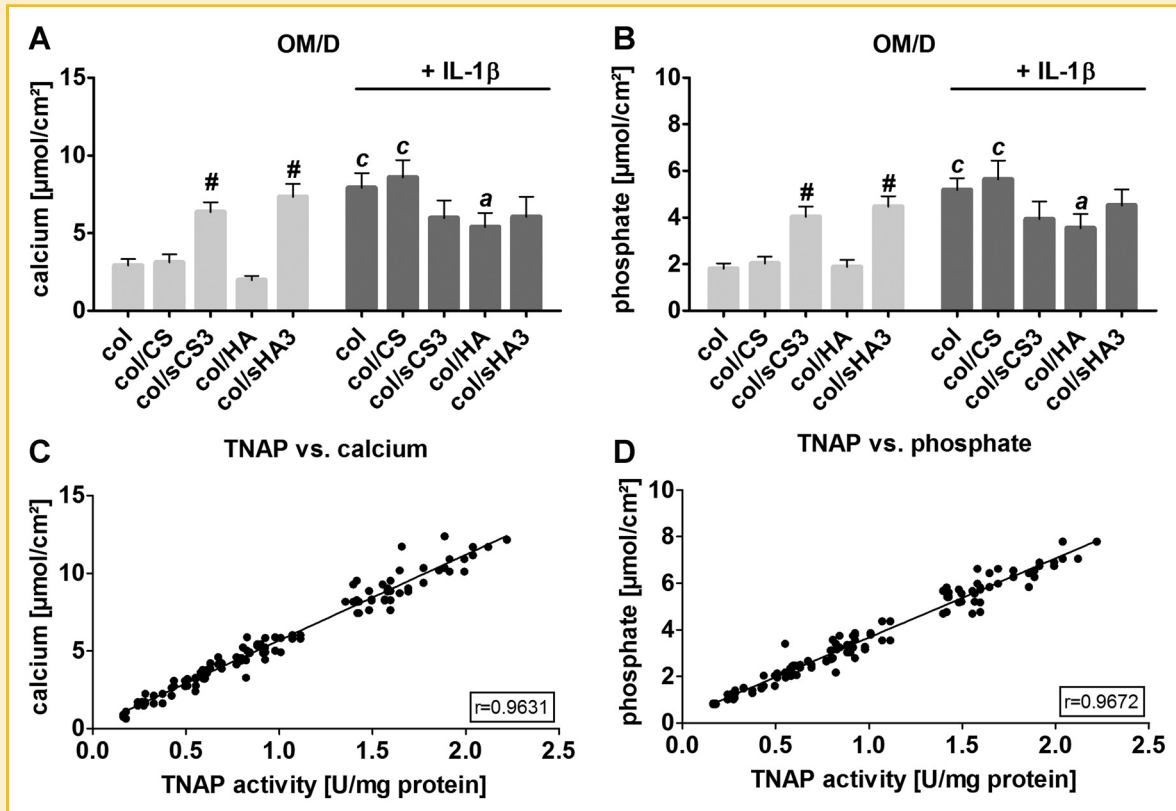 A
OM/D
+ IL-1β
calcium [µmol/cm²]
15
10
5
0
#
#
c
c
a
col
col/CS
col/sCS3
col/HA
col/sHA3
col
col/CS
col/sCS3
col/HA
col/sHA3
B
OM/D
+ IL-1β
phosphate [µmol/cm²]
10
8
6
4
2
0
#
#
c
c
a
col
col/CS
col/sCS3
col/HA
col/sHA3
col
col/CS
col/sCS3
col/HA
col/sHA3
C
TNAP vs. calcium
calcium [µmol/cm²]
15
10
5
0
r=0.9631
0.0 0.5 1.0 1.5 2.0 2.5
TNAP activity [U/mg protein]
D
TNAP vs. phosphate
phosphate [µmol/cm²]
10
8
6
4
2
0
r=0.9672
0.0 0.5 1.0 1.5 2.0 2.5
TNAP activity [U/mg protein]